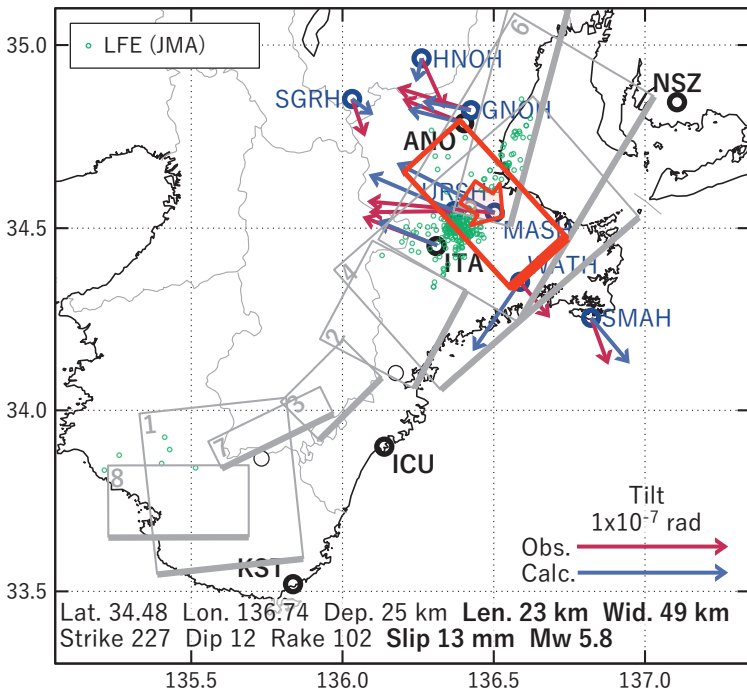 35.0
34.5
34.0
33.5
135.5
136.0
136.5
137.0
LFE (JMA)
6
HNOH
NSZ
SGRH
GNOH
ANO
URSH
5
MASH
ITA
WATH
4
SMAH
2
3
1
7
ICU
8
KST
Tilt
1x10-7 rad
Obs.
Calc.
Lat. 34.48 Lon. 136.74 Dep. 25 km Len. 23 km Wid. 49 km
Strike 227 Dip 12 Rake 102 Slip 13 mm Mw 5.8